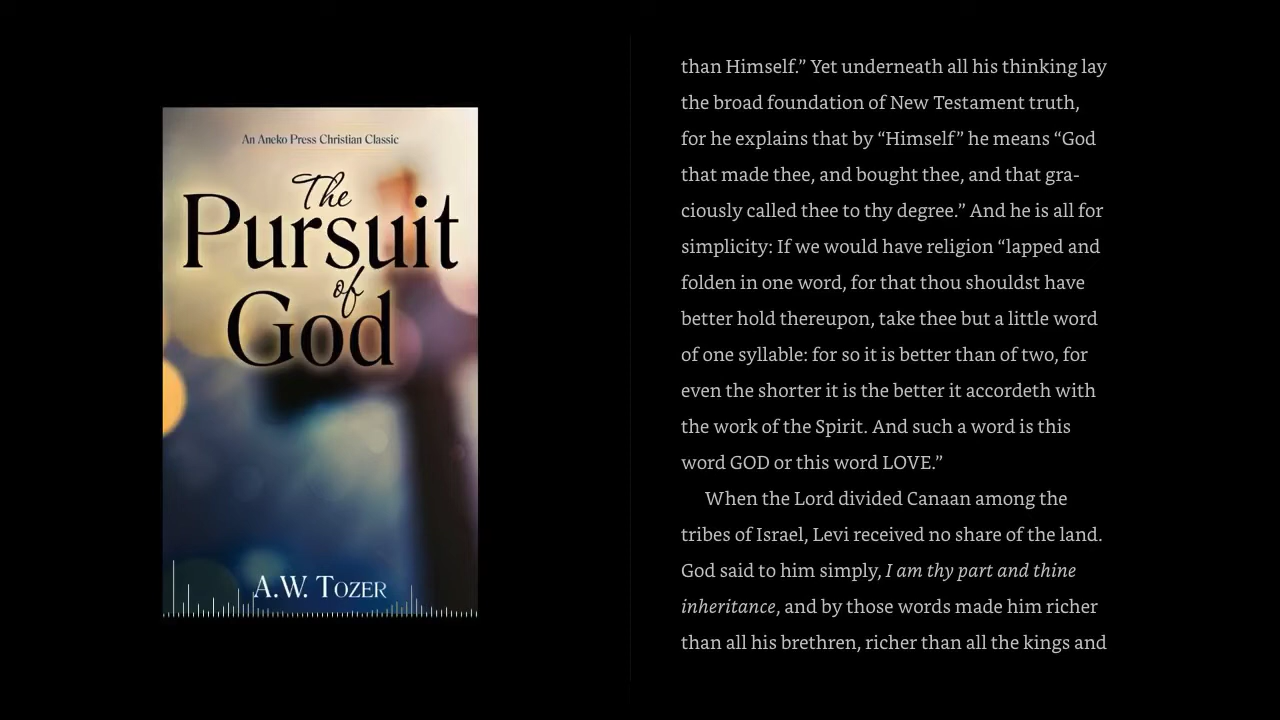 An Aneko Press Christian Classic
The
Pursuit
of
God
A.W. Tozer
than Himself.” Yet underneath all his thinking lay
the broad foundation of New Testament truth,
for he explains that by “Himself” he means “God
that made thee, and bought thee, and that gra-
ciously called thee to thy degree.” And he is all for
simplicity: If we would have religion “lapped and
folden in one word, for that thou shouldst have
better hold thereupon, take thee but a little word
of one syllable: for so it is better than of two, for
even the shorter it is the better it accordeth with
the work of the Spirit. And such a word is this
word GOD or this word LOVE.”
When the Lord divided Canaan among the
tribes of Israel, Levi received no share of the land.
God said to him simply, I am thy part and thine
inheritance, and by those words made him richer
than all his brethren, richer than all the kings and